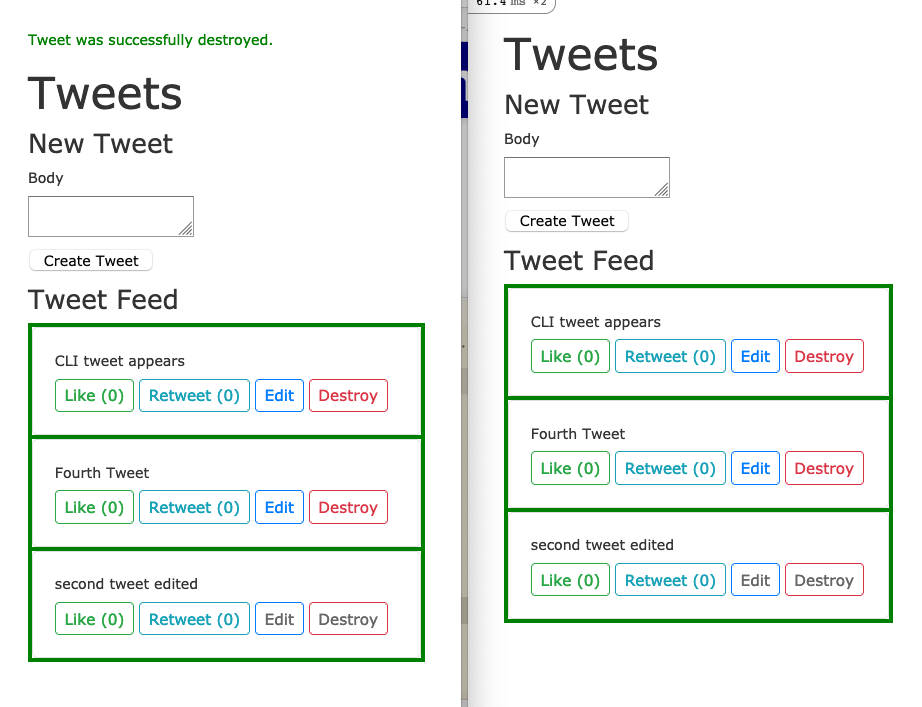 Tweet was successfully destroyed.
Tweets
New Tweet
Body
Create Tweet
Tweet Feed
CLI tweet appears
Like (0) Retweet (0) Edit Destroy
Fourth Tweet
Like (0) Retweet (0) Edit Destroy
second tweet edited
Like (0) Retweet (0) Edit Destroy
61.4 ms ×2
Tweets
New Tweet
Body
Create Tweet
Tweet Feed
CLI tweet appears
Like (0) Retweet (0) Edit Destroy
Fourth Tweet
Like (0) Retweet (0) Edit Destroy
second tweet edited
Like (0) Retweet (0) Edit Destroy